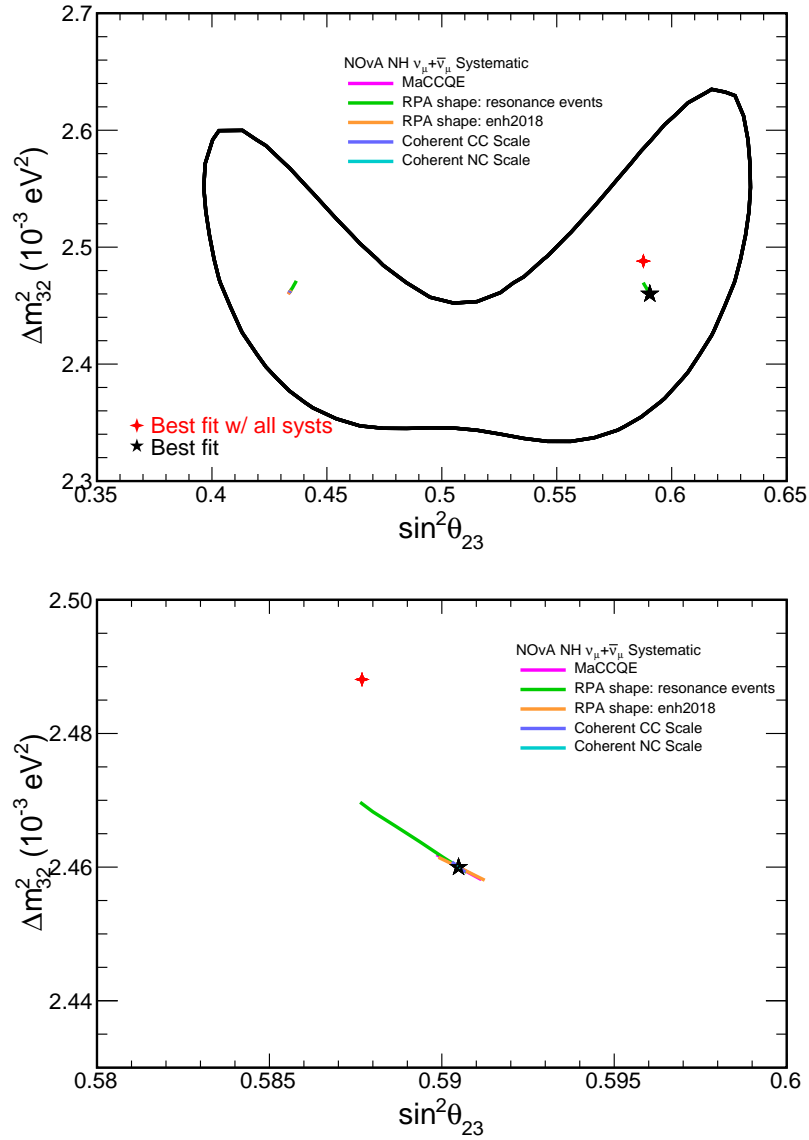 2.7
NOvA NH νμ+ν̅μ Systematic
MaCCQE
RPA shape: resonance events
2.6
RPA shape: enh2018
Coherent CC Scale
Coherent NC Scale
Δm²₃₂ (10⁻³ eV²)
2.5
2.4
Best fit w/ all systs
Best fit
2.3
0.35 0.4 0.45 0.5 0.55 0.6 0.65
sin²θ₂₃
2.50
NOvA NH νμ+ν̅μ Systematic
MaCCQE
RPA shape: resonance events
RPA shape: enh2018
Coherent CC Scale
Coherent NC Scale
Δm²₃₂ (10⁻³ eV²)
2.48
2.46
2.44
0.58 0.585 0.59 0.595 0.6
sin²θ₂₃